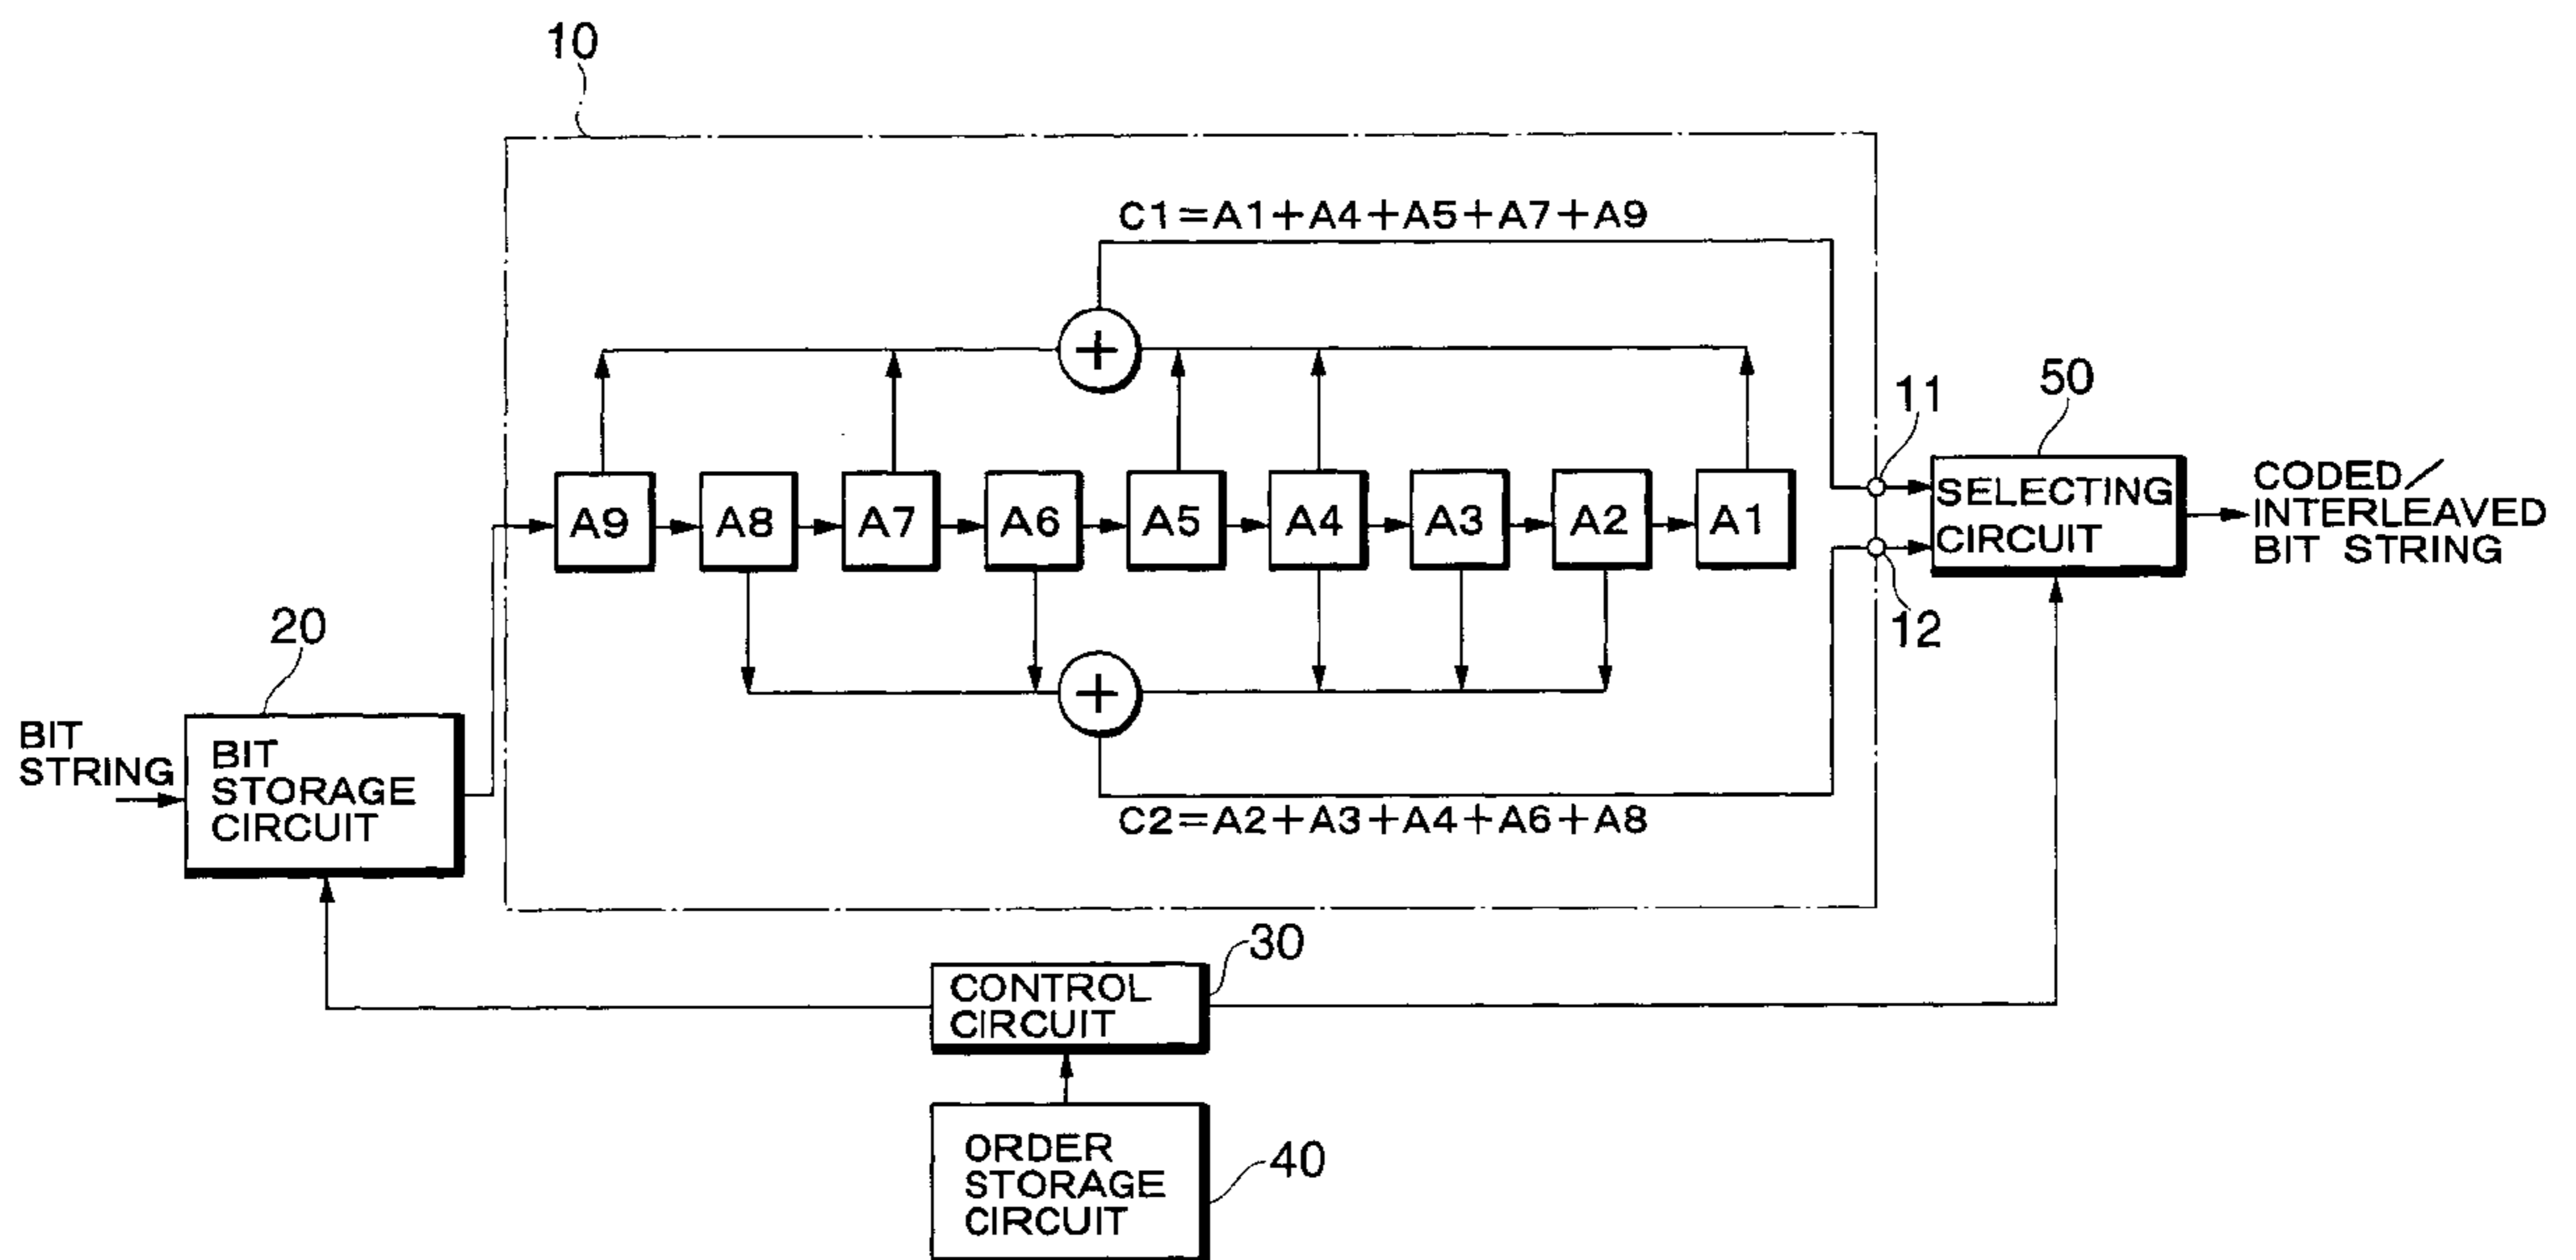 10
C1=A1+A4+A5+A7+A9
+
11
50
A9 A8 A7 A6 A5 A4 A3 A2 A1
SELECTING
CIRCUIT
CODED/
INTERLEAVED
BIT STRING
12
20
+
BIT
STRING
BIT
STORAGE
CIRCUIT
C2=A2+A3+A4+A6+A8
30
CONTROL
CIRCUIT
ORDER
STORAGE
CIRCUIT
40